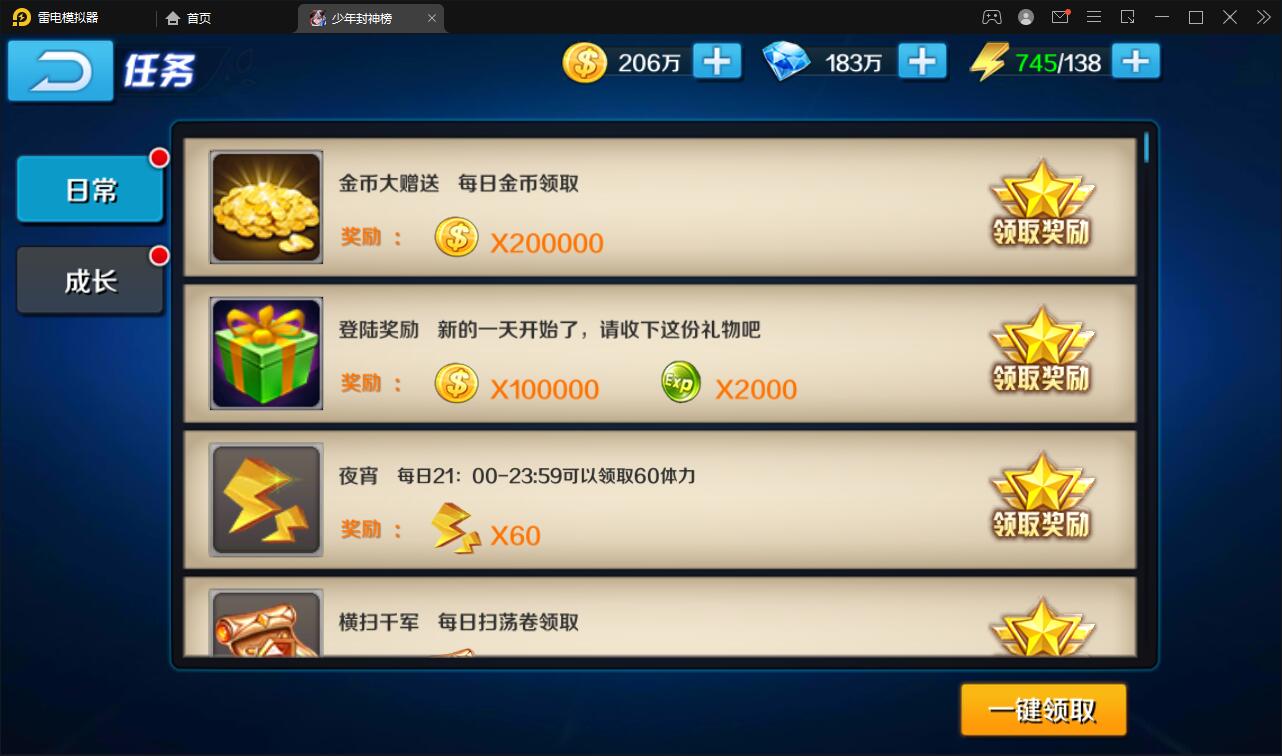 雷电模拟器
首页
少年封神榜
任务
206万
183万
745/138
日常
成长
金币大赠送 每日金币领取
奖励：
X200000
领取奖励
登陆奖励 新的一天开始了，请收下这份礼物吧
奖励：
X100000
Exp
X2000
领取奖励
夜宵 每日21：00-23:59可以领取60体力
奖励：
X60
领取奖励
横扫千军 每日扫荡卷领取
一键领取